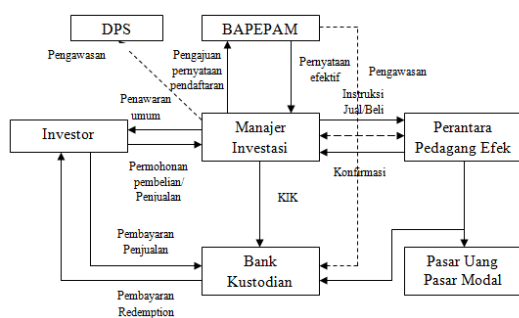 DPS
BAPEPAM
Pengawasan
Pengajuan
pernyataan
pendaftaran
Pernyataan
efektif
Pengawasan
Instruksi
Jual/Beli
Penawaran
umum
Investor
Manajer
Investasi
Perantara
Pedagang Efek
Permohonan
pembelian/
Penjualan
Konfirmasi
KIK
Pembayaran
Penjualan
Bank
Kustodian
Pasar Uang
Pasar Modal
Pembayaran
Redemption